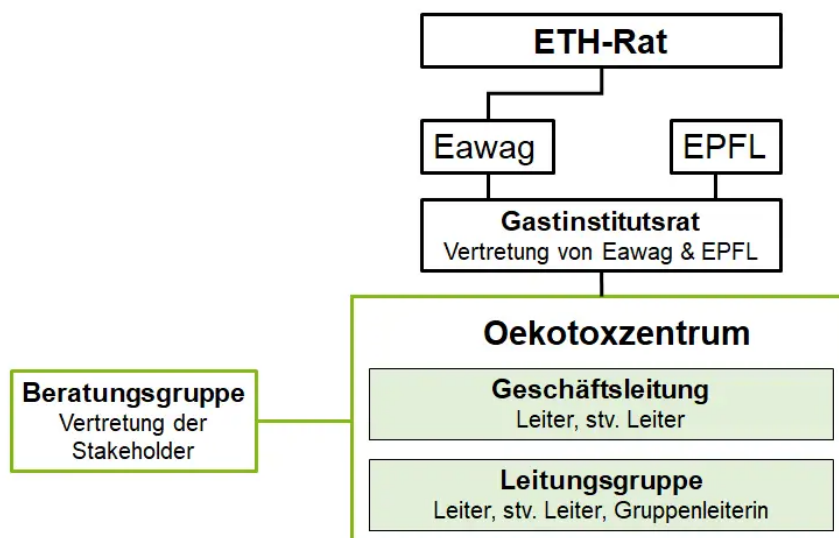 ETH-Rat
Eawag
EPFL
Gastinstitutsrat
Vertretung von Eawag & EPFL
Oekotoxzentrum
Geschäftsleitung
Leiter, stv. Leiter
Beratungsgruppe
Vertretung der
Stakeholder
Leitungsgruppe
Leiter, stv. Leiter, Gruppenleiterin